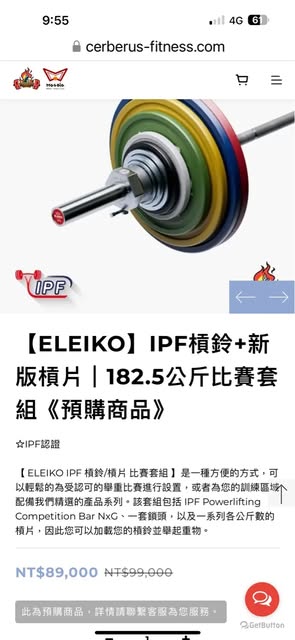 9:55
4G 67
cerberus-fitness.com
IPF
【ELEIKO】IPF槓鈴+新
版槓片｜182.5公斤比賽套
組《預購商品》
☆IPF認證
【 ELEIKO IPF 槓鈴/槓片 比賽套組 】是一種方便的方式，可
以輕鬆的為受認可的舉重比賽進行設置，或者為您的訓練區域
配備我們精選的產品系列。該套組包括 IPF Powerlifting
Competition Bar NxG、一套鎖頭，以及一系列各公斤數的
槓片，因此您可以加載您的槓鈴並舉起重物。
NT$89,000 NT$99,000
此為預購商品，詳情請聯繫客服為您服務。
GetButton